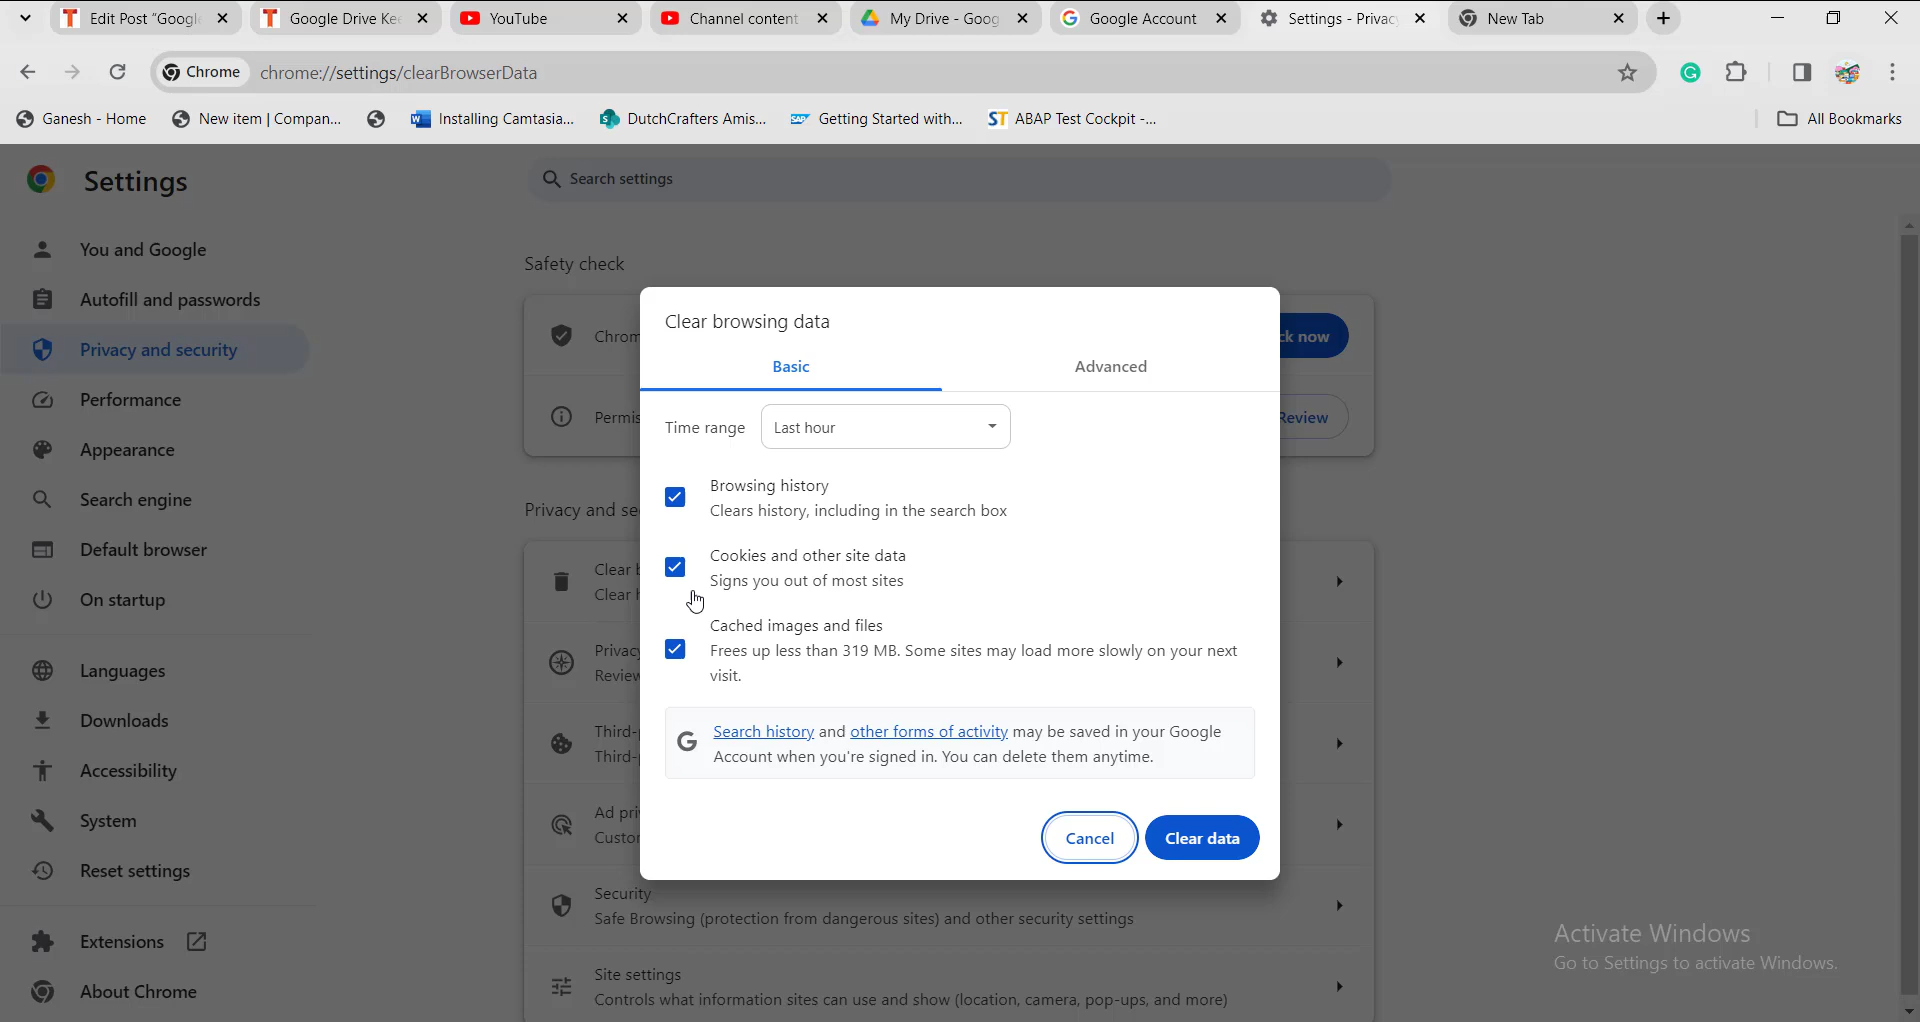 Edit Post "Googl
Google Drive Ke
YouTube
Channel content
My Drive - Goog
Google Account
Settings - Privac
New Tab
Chrome
chrome://settings/clearBrowserData
Ganesh - Home
New item | Compan...
Installing Camtasia...
DutchCrafters Amis...
Getting Started with...
ABAP Test Cockpit -...
All Bookmarks
Settings
Search settings
You and Google
Autofill and passwords
Privacy and security
Performance
Appearance
Search engine
Default browser
On startup
Languages
Downloads
Accessibility
System
Reset settings
Extensions
About Chrome
Safety check
Chrom
ck now
Permis
Review
Privacy and se
Clear b
Clear h
Privacy
Review
Third-p
Third-p
Ad pri
Custor
Security
Safe Browsing (protection from dangerous sites) and other security settings
Site settings
Controls what information sites can use and show (location, camera, pop-ups, and more)
Clear browsing data
Basic
Advanced
Time range
Last hour
Browsing history
Clears history, including in the search box
Cookies and other site data
Signs you out of most sites
Cached images and files
Frees up less than 319 MB. Some sites may load more slowly on your next
visit.
Search history and other forms of activity may be saved in your Google
Account when you're signed in. You can delete them anytime.
Cancel
Clear data
Activate Windows
Go to Settings to activate Windows.